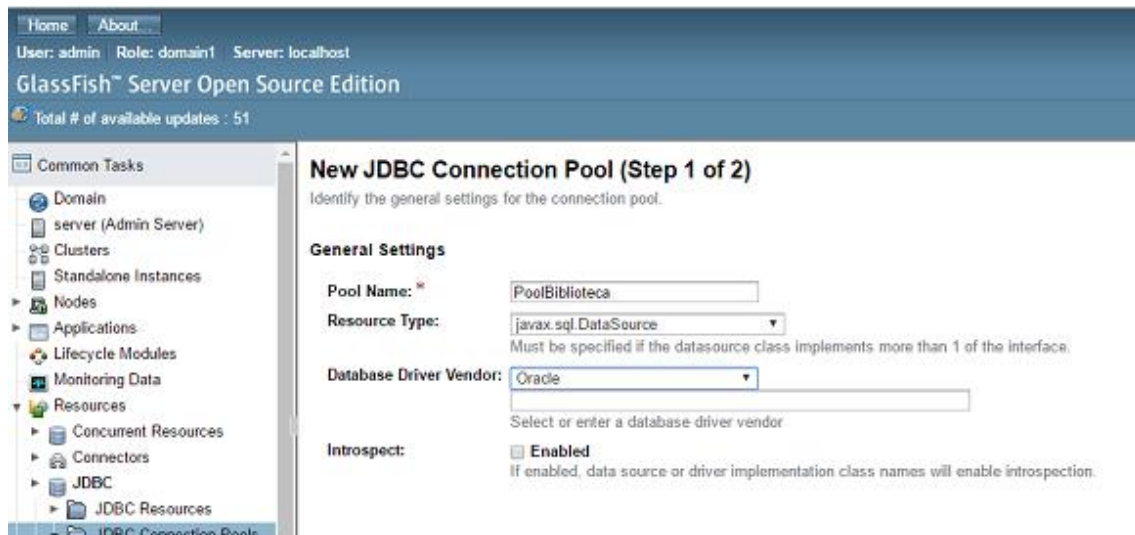 Home About...
User: admin Role: domain1 Server: localhost
GlassFish™ Server Open Source Edition
Total # of available updates : 51
Common Tasks
Domain
server (Admin Server)
Clusters
Standalone Instances
Nodes
Applications
Lifecycle Modules
Monitoring Data
Resources
Concurrent Resources
Connectors
JDBC
JDBC Resources
JDBC Connection Pools
New JDBC Connection Pool (Step 1 of 2)
Identify the general settings for the connection pool.
General Settings
Pool Name: * PoolBiblioteca
Resource Type: javax.sql.DataSource
Must be specified if the datasource class implements more than 1 of the interface.
Database Driver Vendor: Oracle
Select or enter a database driver vendor
Introspect: Enabled
If enabled, data source or driver implementation class names will enable introspection.